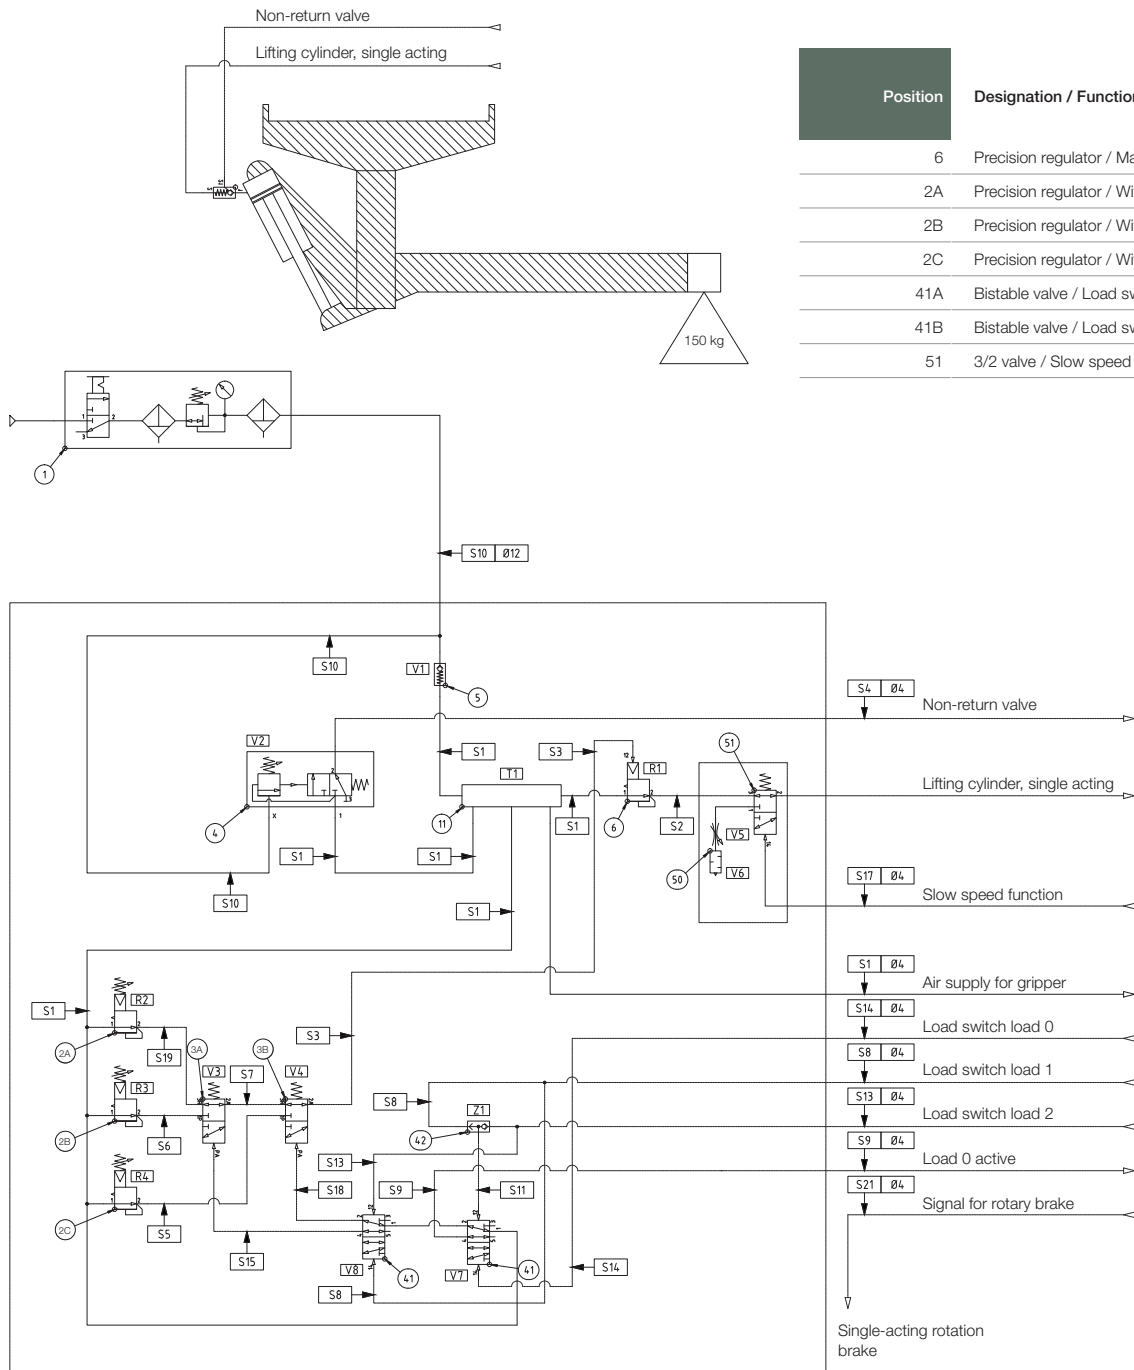 Non-return valve
Lifting cylinder, single acting
150 kg
Position Designation / Function
6 Precision regulator / Ma
2A Precision regulator / Wi
2B Precision regulator / Wi
2C Precision regulator / Wi
41A Bistable valve / Load sw
41B Bistable valve / Load sw
51 3/2 valve / Slow speed
1 2
3
1
S10 Ø12
S10
V1
5
S4 Ø4
Non-return valve
V2
S1
S3
51
T1
R1
Lifting cylinder, single acting
4
X 1
11
S1
6
S2
V5
50
V6
S1
S1
S10
S17 Ø4
Slow speed function
S1
S1 Ø4
Air supply for gripper
S1
R2
S14 Ø4
Load switch load 0
2A
S19
3A
3B
S3
V3
S7
V4
S8 Ø4
Load switch load 1
R3
S8
Z1
S13 Ø4
Load switch load 2
2B
S6
42
S9 Ø4
Load 0 active
R4
S13
S18
S9
S11
S21 Ø4
Signal for rotary brake
2C
S5
S15
V8
41
V7
41
S14
S8
Single-acting rotation
brake